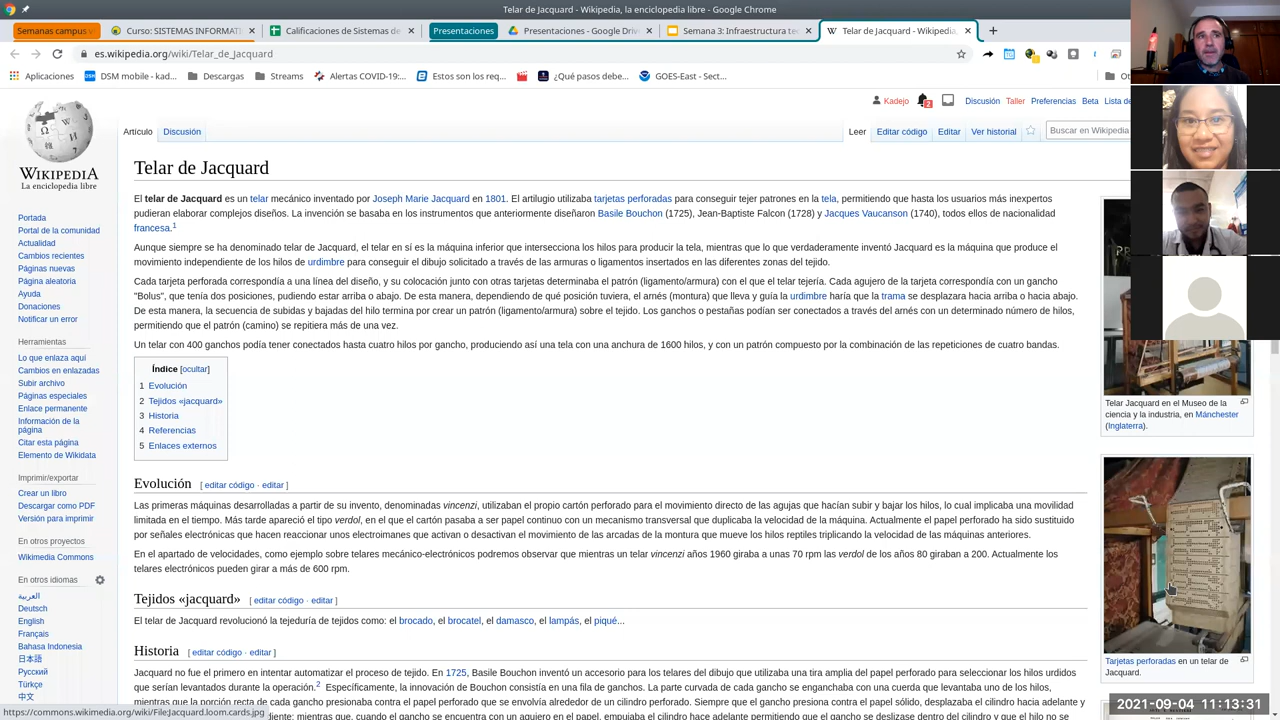 Telar de Jacquard - Wikipedia, la enciclopedia libre - Google Chrome
Semanas campus v
Curso: SISTEMAS INFORMATI
Calificaciones de Sistemas de
Presentaciones
Presentaciones - Google Driv
Semana 3: Infraestructura te
Telar de Jacquard - Wikipedia,
es.wikipedia.org/wiki/Telar_de_Jacquard
Aplicaciones
DSM mobile - kad...
Descargas
Streams
Alertas COVID-19:...
Estos son los req...
¿Qué pasos debe...
GOES-East - Sect...
Kadejo
2
Discusión
Taller
Preferencias
Beta
Lista de
Artículo
Discusión
Leer
Editar código
Editar
Ver historial
Buscar en Wikipedia
WIKIPEDIA
La enciclopedia libre
Portada
Portal de la comunidad
Actualidad
Cambios recientes
Páginas nuevas
Página aleatoria
Ayuda
Donaciones
Notificar un error
Herramientas
Lo que enlaza aquí
Cambios en enlazadas
Subir archivo
Páginas especiales
Enlace permanente
Información de la
página
Citar esta página
Elemento de Wikidata
Imprimir/exportar
Crear un libro
Descargar como PDF
Versión para imprimir
En otros proyectos
Wikimedia Commons
En otros idiomas
العربية
Deutsch
English
Français
Bahasa Indonesia
日本語
Русский
Türkçe
中文
Telar de Jacquard
El telar de Jacquard es un telar mecánico inventado por Joseph Marie Jacquard en 1801. El artilugio utilizaba tarjetas perforadas para conseguir tejer patrones en la tela, permitiendo que hasta los usuarios más inexpertos
pudieran elaborar complejos diseños. La invención se basaba en los instrumentos que anteriormente diseñaron Basile Bouchon (1725), Jean-Baptiste Falcon (1728) y Jacques Vaucanson (1740), todos ellos de nacionalidad
francesa.1
Aunque siempre se ha denominado telar de Jacquard, el telar en sí es la máquina inferior que intersecciona los hilos para producir la tela, mientras que lo que verdaderamente inventó Jacquard es la máquina que produce el
movimiento independiente de los hilos de urdimbre para conseguir el dibujo solicitado a través de las armuras o ligamentos insertados en las diferentes zonas del tejido.
Cada tarjeta perforada correspondía a una línea del diseño, y su colocación junto con otras tarjetas determinaba el patrón (ligamento/armura) con el que el telar tejería. Cada agujero de la tarjeta correspondía con un gancho
"Bolus", que tenía dos posiciones, pudiendo estar arriba o abajo. De esta manera, dependiendo de qué posición tuviera, el arnés (montura) que lleva y guía la urdimbre haría que la trama se desplazara hacia arriba o hacia abajo.
De esta manera, la secuencia de subidas y bajadas del hilo termina por crear un patrón (ligamento/armura) sobre el tejido. Los ganchos o pestañas podían ser conectados a través del arnés con un determinado número de hilos,
permitiendo que el patrón (camino) se repitiera más de una vez.
Un telar con 400 ganchos podía tener conectados hasta cuatro hilos por gancho, produciendo así una tela con una anchura de 1600 hilos, y con un patrón compuesto por la combinación de las repeticiones de cuatro bandas.
Índice [ocultar]
1 Evolución
2 Tejidos «jacquard»
3 Historia
4 Referencias
5 Enlaces externos
Evolución [ editar código · editar ]
Las primeras máquinas desarrolladas a partir de su invento, denominadas vincenzi, utilizaban el propio cartón perforado para el movimiento directo de las agujas que hacían subir y bajar los hilos, lo cual implicaba una movilidad
limitada en el tiempo. Más tarde apareció el tipo verdol, en el que el cartón pasaba a ser papel continuo con un mecanismo transversal que duplicaba la velocidad de la máquina. Actualmente el papel perforado ha sido sustituido
por señales electrónicas que hacen reaccionar unos electroimanes que activan o desactivan el movimiento de las arcadas de la montura que mueve los hilos reptiles triplicando la velocidad de fas máquinas anteriores.
En el apartado de velocidades, como ejemplo sobre telares mecánico-electrónicos podremos observar que mientras un telar vincenzi años 1960 giraba a unas 70 rpm las verdol de los años 80 giraban a 200. Actualmente los
telares electrónicos pueden girar a más de 600 rpm.
Tejidos «jacquard» [ editar código · editar ]
El telar de Jacquard revolucionó la tejeduría de tejidos como: el brocado, el brocatel, el damasco, el lampás, el piqué...
Historia [ editar código · editar ]
Jacquard no fue el primero en intentar automatizar el proceso de tejido. En 1725, Basile Bouchon inventó un accesorio para los telares del dibujo que utilizaba una tira amplia del papel perforado para seleccionar los hilos urdidos
que serían levantados durante la operación.2 Específicamente, la innovación de Bouchon consistía en una fila de ganchos. La parte curvada de cada gancho se enganchaba con una cuerda que levantaba uno de los hilos,
Telar Jacquard en el Museo de la
ciencia y la industria, en Mánchester
(Inglaterra).
Tarjetas perforadas en un telar de
Jacquard.
https://commons.wikimedia.org/wiki/File:Jacquard.loom.cards.jpg
2021-09-04 11:13:31